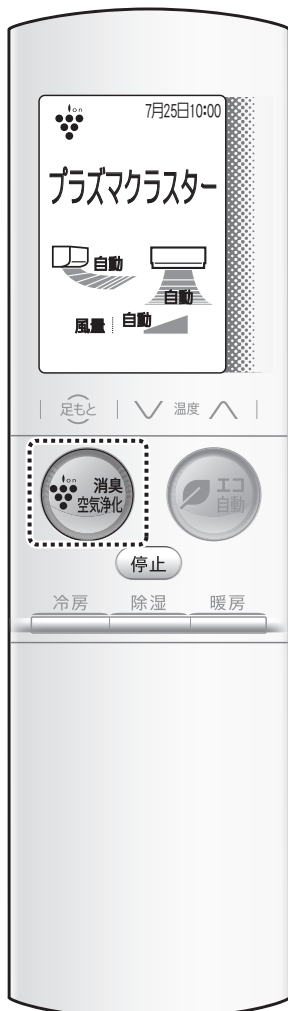 ion
7月25日10:00
プラズマクラスター
自動
自動
風量 自動
足もと 温度
ion
消臭
空気浄化
エコ
自動
停止
冷房 除湿 暖房